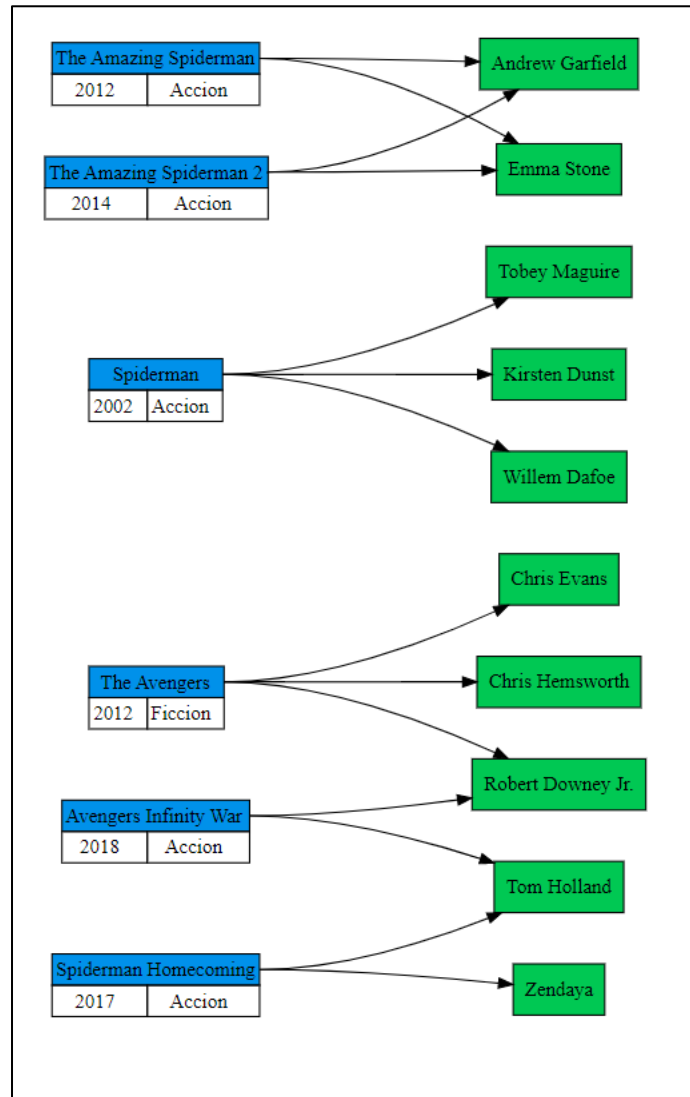 The Amazing Spiderman
2012 Accion
Andrew Garfield
The Amazing Spiderman 2
2014 Accion
Emma Stone
Tobey Maguire
Spiderman
2002 Accion
Kirsten Dunst
Willem Dafoe
Chris Evans
The Avengers
2012 Ficcion
Chris Hemsworth
Robert Downey Jr.
Avengers Infinity War
2018 Accion
Tom Holland
Spiderman Homecoming
2017 Accion
Zendaya